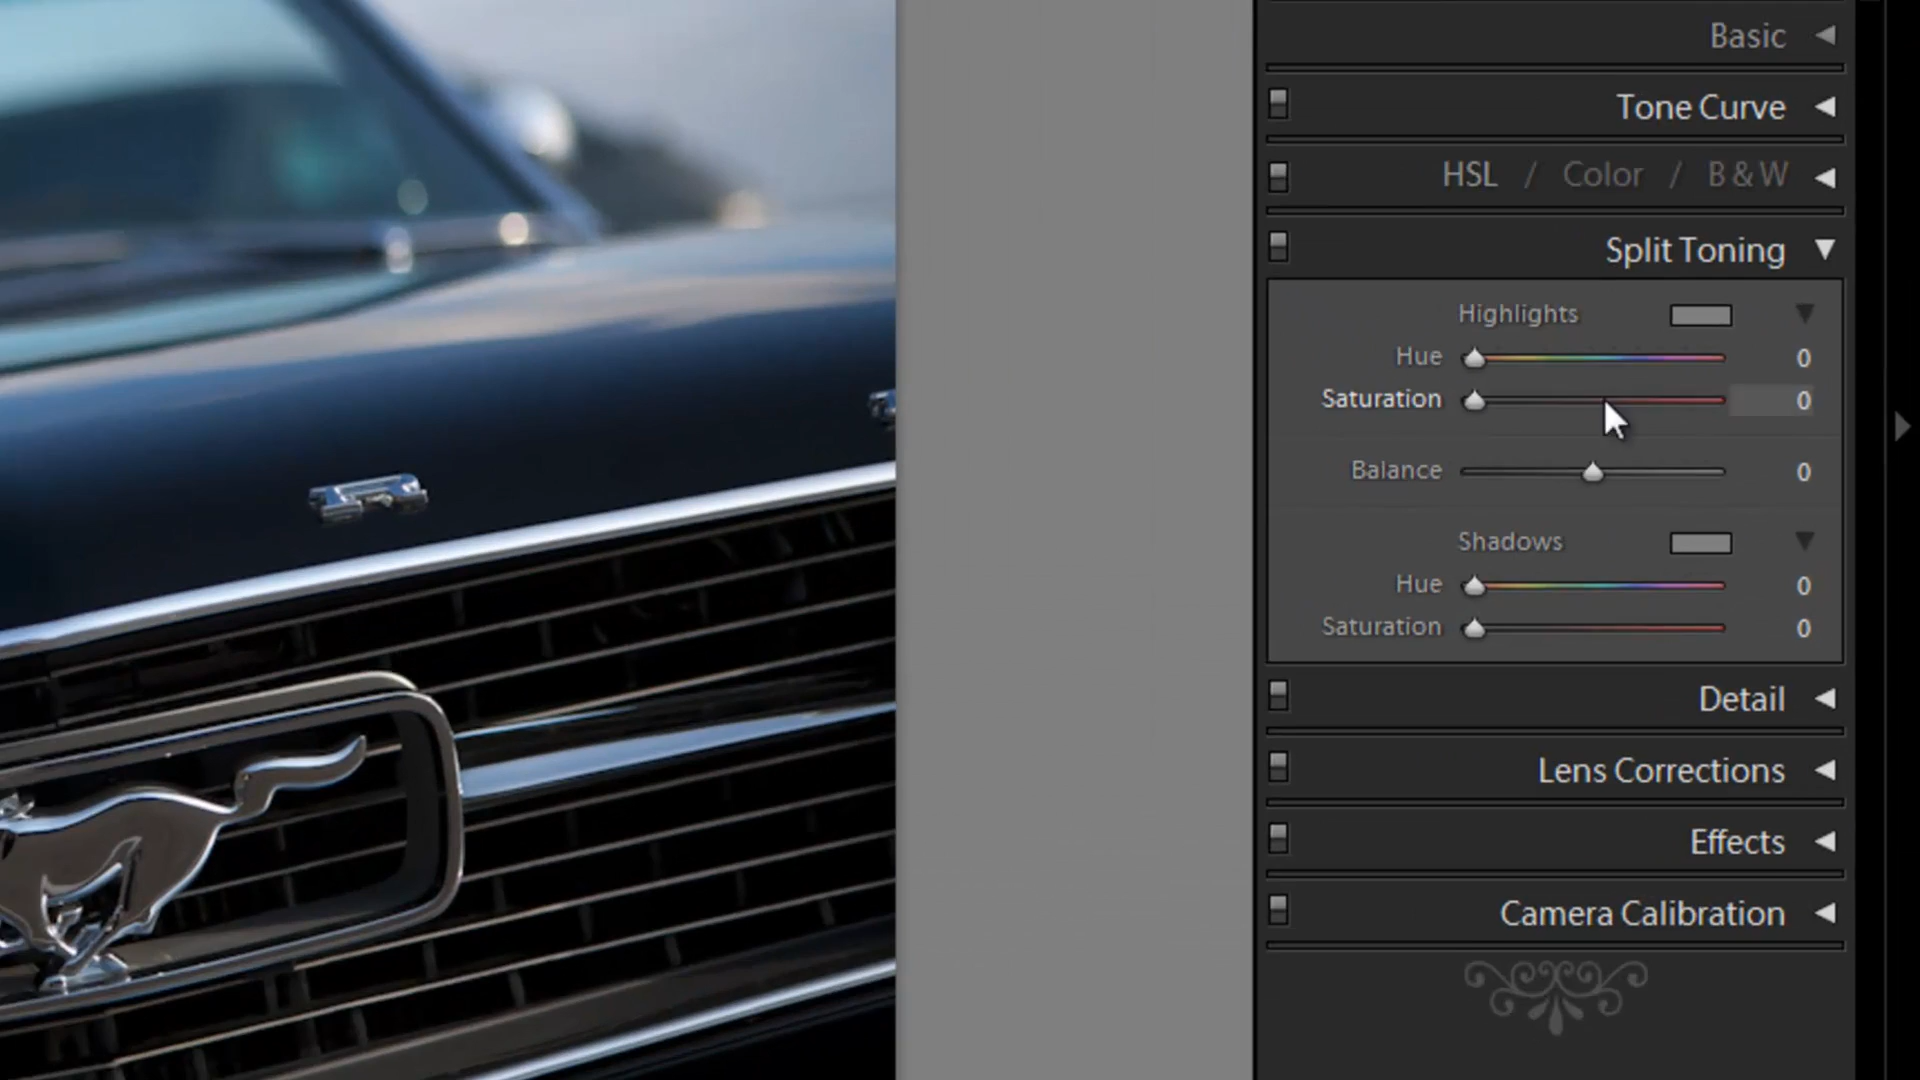 Basic
Tone Curve
HSL / Color / B & W
Split Toning
Highlights
Hue 0
Saturation 0
Balance 0
Shadows
Hue 0
Saturation 0
Detail
Lens Corrections
Effects
Camera Calibration